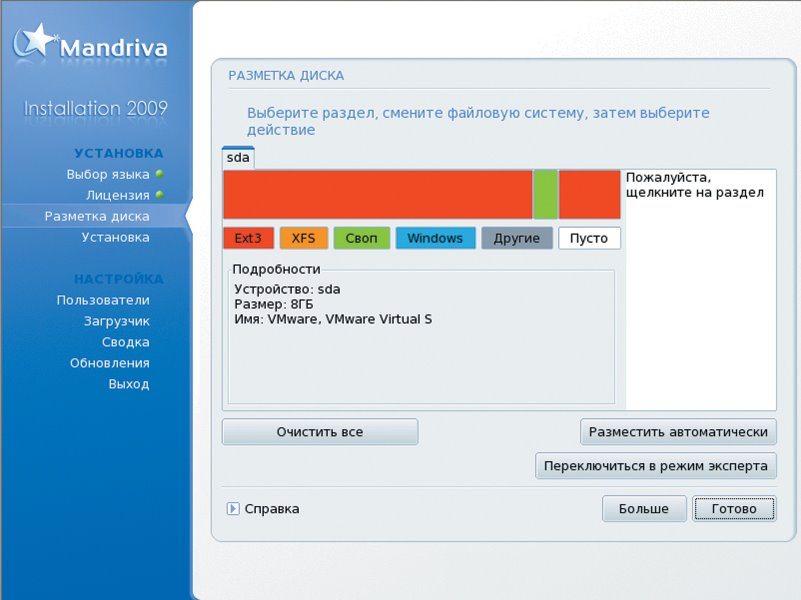 Mandriva
Installation 2009
УСТАНОВКА
Выбор языка
Лицензия
Разметка диска
Установка
НАСТРОЙКА
Пользователи
Загрузчик
Сводка
Обновления
Выход
РАЗМЕТКА ДИСКА
Выберите раздел, смените файловую систему, затем выберите
действие
sda
Пожалуйста,
щелкните на раздел
Ext3 XFS Своп Windows Другие Пусто
Подробности
Устройство: sda
Размер: 8ГБ
Имя: VMware, VMware Virtual S
Очистить все Разместить автоматически
Переключиться в режим эксперта
Справка Больше Готово